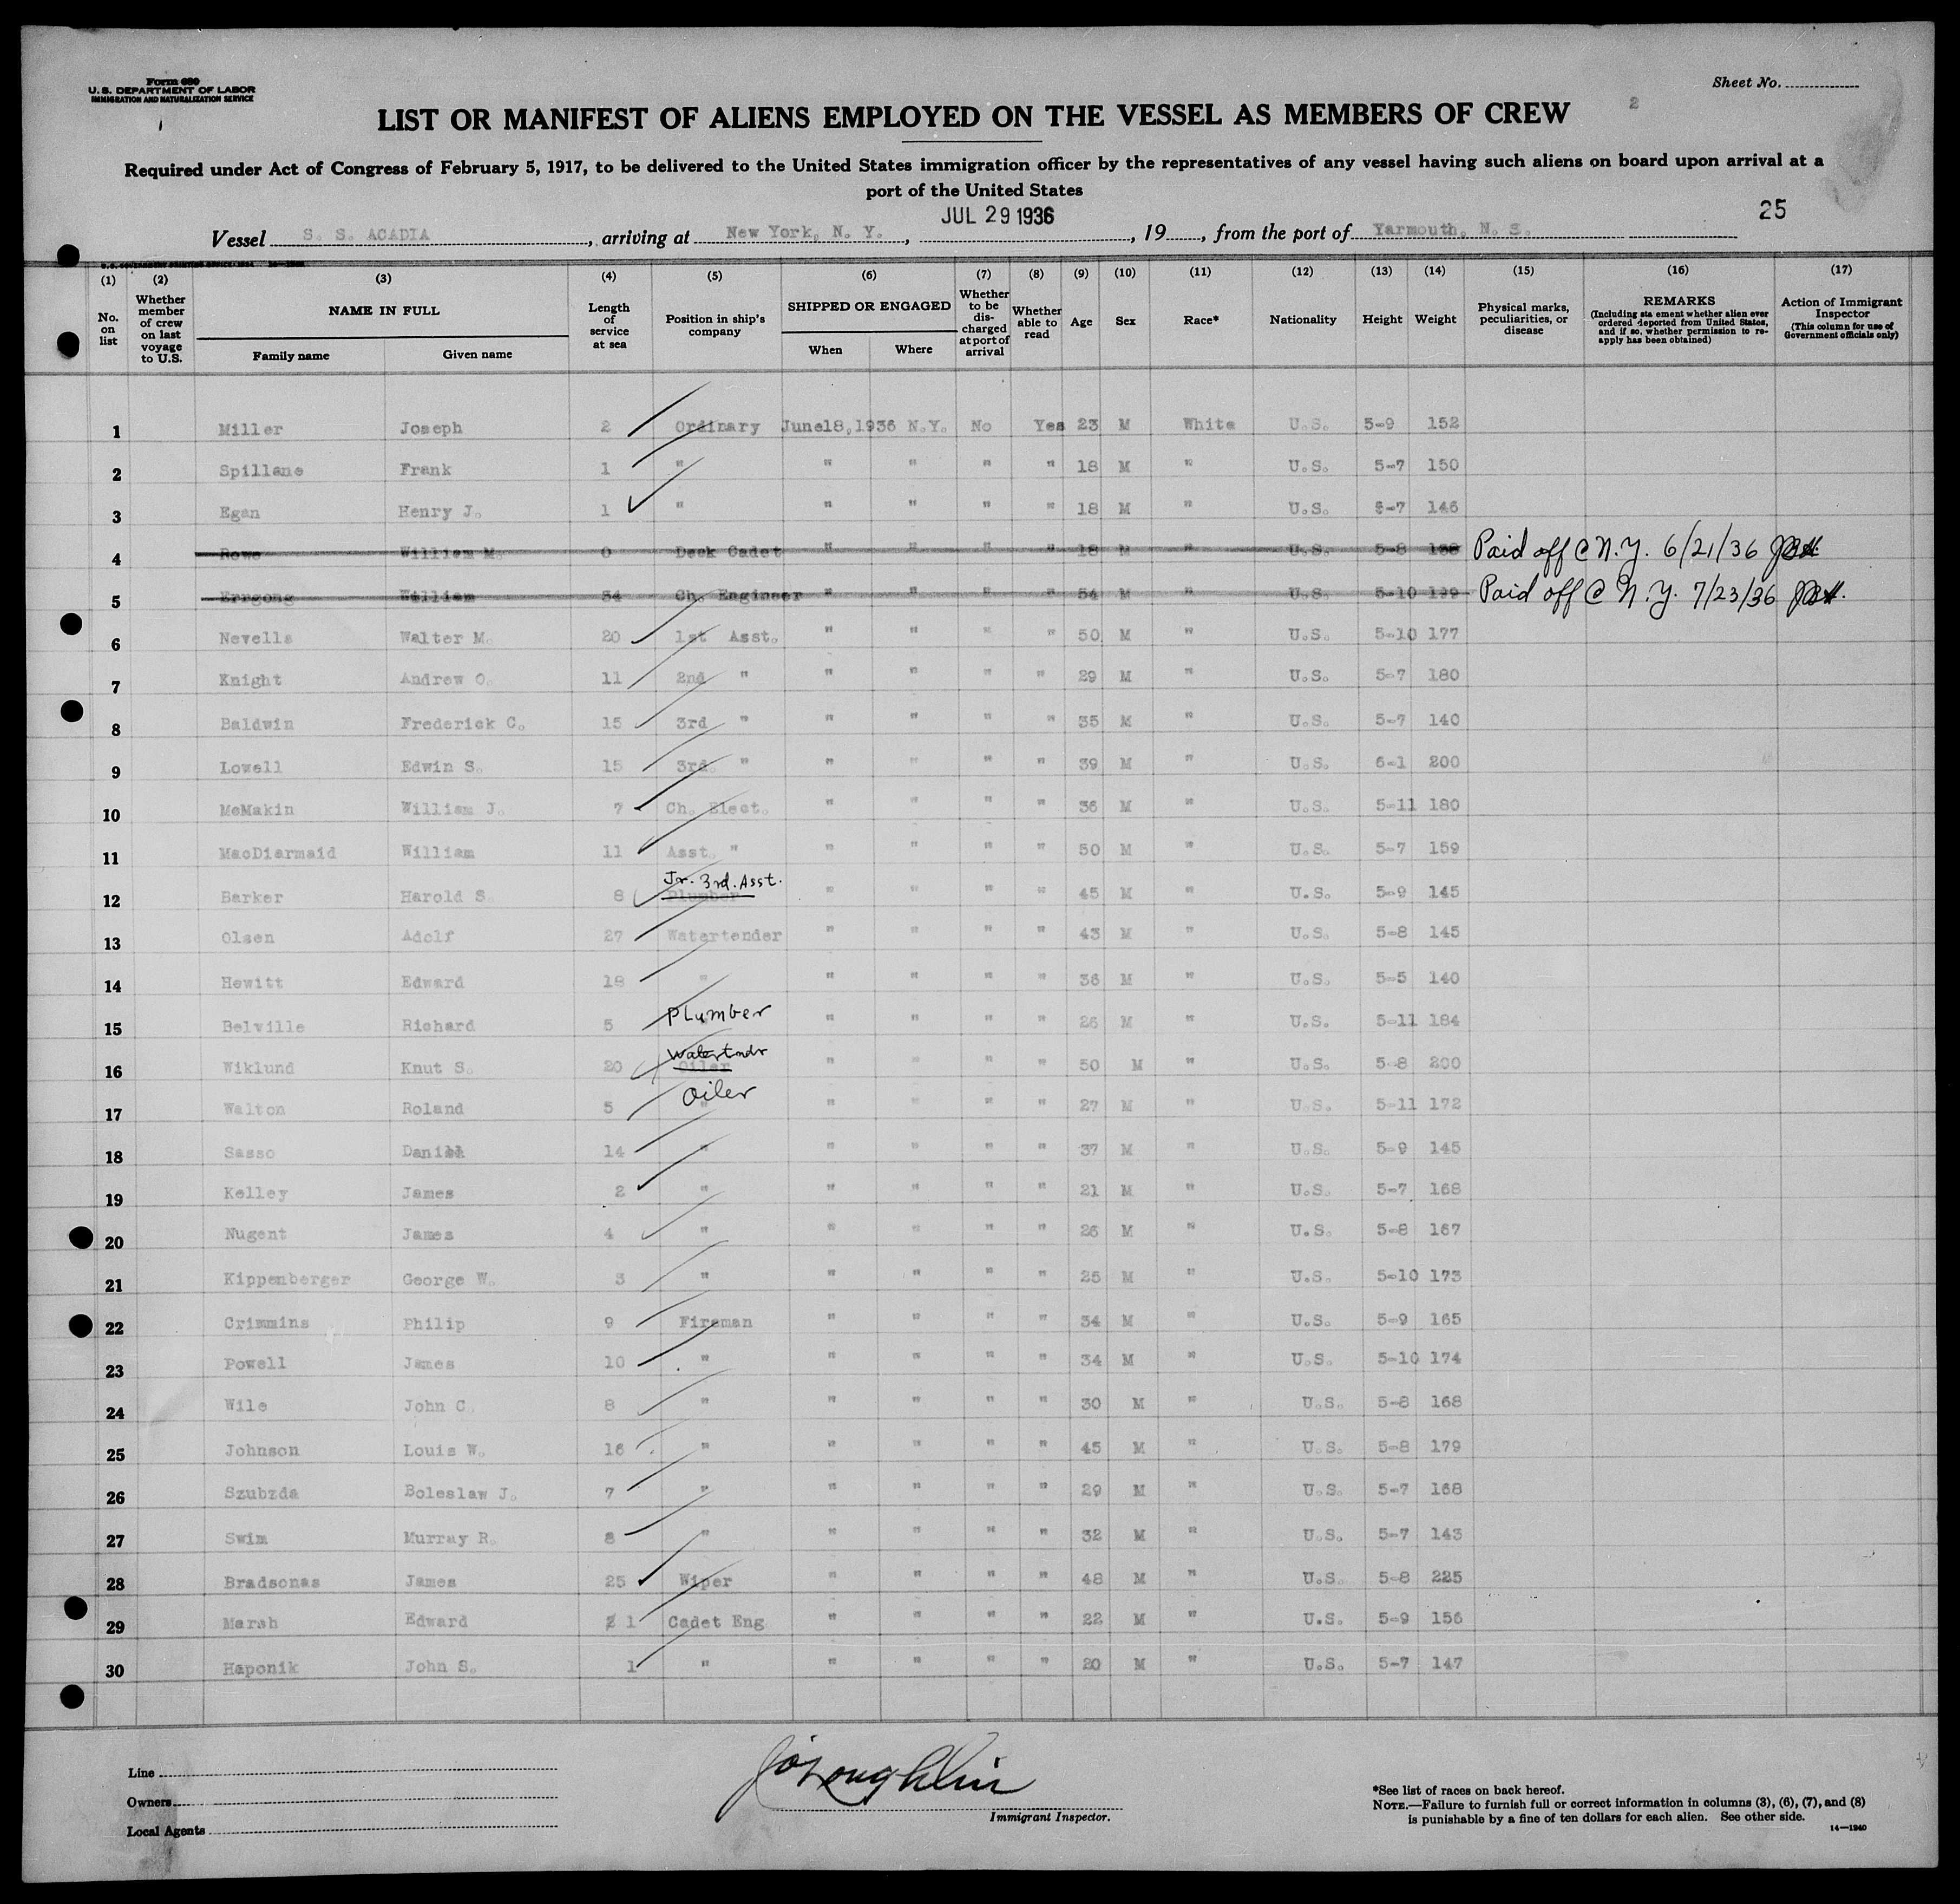 Form 680
U. S. DEPARTMENT OF LABOR
IMMIGRATION AND NATURALIZATION SERVICE
Sheet No.
2
LIST OR MANIFEST OF ALIENS EMPLOYED ON THE VESSEL AS MEMBERS OF CREW
Required under Act of Congress of February 5, 1917, to be delivered to the United States immigration officer by the representatives of any vessel having such aliens on board upon arrival at a
port of the United States
JUL 29 1936
25
Vessel S. S. ACADIA, arriving at New York, N. Y., 19, from the port of Yarmouth, N. S.
(1) (2) (3) (4) (5) (6) (7) (8) (9) (10) (11) (12) (13) (14) (15) (16) (17)
No. on list
Whether member of crew on last voyage to U.S.
NAME IN FULL
Family name
Given name
Length of service at sea
Position in ship's company
SHIPPED OR ENGAGED
When
Where
Whether to be discharged at port of arrival
Whether able to read
Age
Sex
Race*
Nationality
Height
Weight
Physical marks, peculiarities, or disease
REMARKS
(Including sta ement whether alien ever ordered deported from United States, and if so, whether permission to reapply has been obtained)
Action of Immigrant Inspector
(This column for use of Government officials only)
1 Miller Joseph 2 Ordinary June18,1936 N.Y. No Yes 23 M White U.S. 5-9 152
2 Spillane Frank 1 " " " " " 18 M " U.S. 5-7 150
3 Egan Henry J. 1 " " " " " 18 M " U.S. 5-7 146
4 Rowe William M. 0 Deck Cadet " " " " 18 M " U.S. 5-8 Paid off @ N.Y. 6/21/36
5 Errgong William 34 Ch. Engineer " " " " 54 M " U.S. 5-10 199 Paid off @ N.Y. 7/23/36
6 Nevells Walter M. 20 1st Asst. " " " " 50 M " U.S. 5-10 177
7 Knight Andrew O. 11 2nd " " " " " 29 M " U.S. 5-7 180
8 Baldwin Frederick C. 15 3rd " " " " " 35 M " U.S. 5-7 140
9 Lowell Edwin S. 15 3rd. " " " " " 39 M " U.S. 6-1 200
10 McMakin William J. 7 Ch. Elect. " " " " 36 M " U.S. 5-11 180
11 MacDiarmaid William 11 Asst. " " " " " 50 M " U.S. 5-7 159
12 Barker Harold S. 8 Plumber Jr. 3rd. Asst. " " " " 45 M " U.S. 5-9 145
13 Olsen Adolf 27 Watertender " " " " 43 M " U.S. 5-8 145
14 Hewitt Edward 18 " " " " " 36 M " U.S. 5-5 140
15 Belville Richard 5 Plumber " " " " 26 M " U.S. 5-11 184
16 Wiklund Knut S. 20 Oiler Watertndr " " " " 50 M " U.S. 5-8 200
17 Walton Roland 5 Oiler " " " " 27 M " U.S. 5-11 172
18 Sasso 14 " " " " " 37 M " U.S. 5-9 145
19 Kelley James 2 " " " " " 21 M " U.S. 5-7 168
20 Nugent James 4 " " " " " 26 M " U.S. 5-8 167
21 Kippenberger George W. 3 " " " " " 25 M " U.S. 5-10 173
22 Crimmins Philip 9 Fireman " " " " 34 M " U.S. 5-9 165
23 Powell James 10 " " " " " 34 M " U.S. 5-10 174
24 Wile John C. 8 " " " " " 30 M " U.S. 5-8 168
25 Johnson Louis W. 16 " " " " " 45 M " U.S. 5-8 179
26 Szubzda Boleslaw J. 7 " " " " " 29 M " U.S. 5-7 168
27 Swim Murray R. 8 " " " " " 32 M " U.S. 5-7 143
28 Bradsonas James 25 Wiper " " " " 48 M " U.S. 5-8 225
29 Marsh Edward 1 Cadet Eng " " " " 22 M " U.S. 5-9 156
30 Haponik John S. 1 " " " " " 20 M " U.S. 5-7 147
Line
Owners
Local Agents
J O'Loughlin
Immigrant Inspector.
*See list of races on back hereof.
NOTE.—Failure to furnish full or correct information in columns (3), (6), (7), and (8)
is punishable by a fine of ten dollars for each alien. See other side.
14—1240